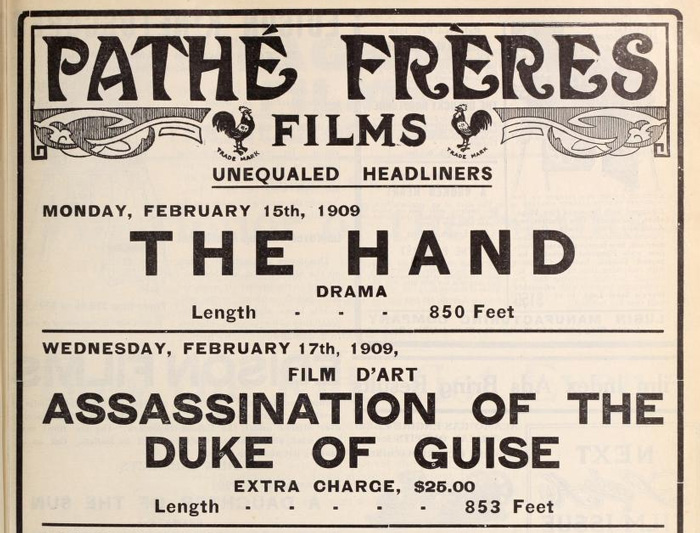 PATHÉ FRÈRES
FILMS
TRADE MARK TRADE MARK
UNEQUALED HEADLINERS
MONDAY, FEBRUARY 15th, 1909
THE HAND
DRAMA
Length - - - 850 Feet
WEDNESDAY, FEBRUARY 17th, 1909,
FILM D'ART
ASSASSINATION OF THE
DUKE OF GUISE
EXTRA CHARGE, $25.00
Length - - - - - 853 Feet